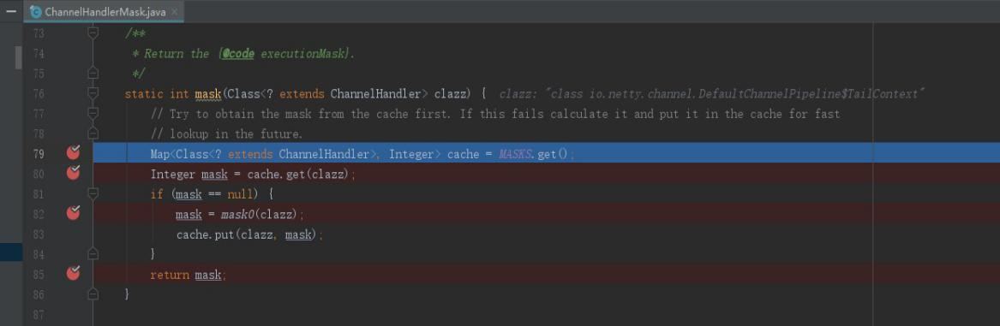 ChannelHandlerMask.java ×
73 /**
74 * Return the {@code executionMask}.
75 */
76 static int mask(Class<? extends ChannelHandler> clazz) { clazz: "class io.netty.channel.DefaultChannelPipeline$TailContext"
77 // Try to obtain the mask from the cache first. If this fails calculate it and put it in the cache for fast
78 // lookup in the future.
79 Map<Class<? extends ChannelHandler>, Integer> cache = MASKS.get();
80 Integer mask = cache.get(clazz);
81 if (mask == null) {
82 mask = mask0(clazz);
83 cache.put(clazz, mask);
84 }
85 return mask;
86 }
87